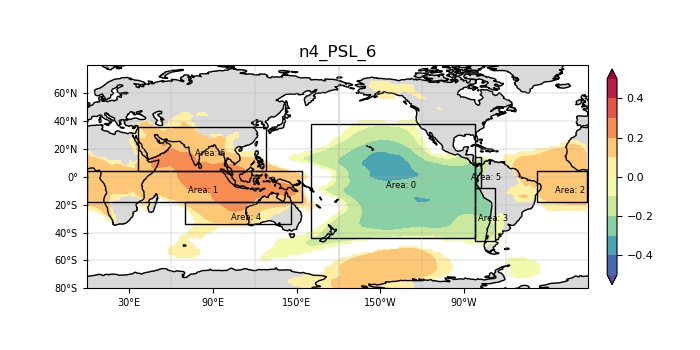 n4_PSL_6
60°N
40°N
20°N
0°
20°S
40°S
60°S
80°S
30°E
90°E
150°E
150°W
90°W
Area: 6
Area: 5
Area: 0
Area: 1
Area: 2
Area: 4
Area: 3
0.4
0.2
0.0
−0.2
−0.4